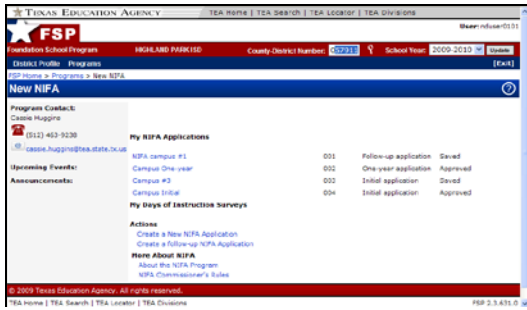 TEXAS EDUCATION AGENCY TEA Home | TEA Search | TEA Locator | TEA Divisions
User:
FSP
Foundation School Program HIGHLAND PARK ISD County-District Number: School Year: 2009-2010 Update
District Profile Programs [Exit]
FSP Home > Programs > New NIFA
New NIFA
Program Contact:
Cassie Huggins
(512) 463-9238
cassie.huggins@tea.state.tx.us
My NIFA Applications
NIFA campus #1 001 Follow-up application Saved
Campus One-year 002 One-year application Approved
Upcoming Events:
Campus #3 003 Initial application Saved
Announcements:
Campus Initial 004 Initial application Approved
My Days of Instruction Surveys
Actions
Create a New NIFA Application
Create a follow-up NIFA Application
More About NIFA
About the NIFA Program
NIFA Commissioner's Rules
© 2009 Texas Education Agency. All rights reserved.
TEA Home | TEA Search | TEA Locator | TEA Divisions FSP 2.3.631.0